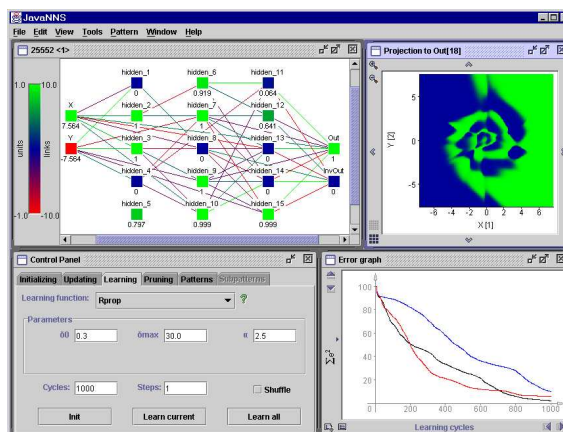 JavaNNS
File Edit View Tools Pattern Window Help
25552 <1>
hidden_1 hidden_6 hidden_11
0 0.919 0.064
X hidden_2 hidden_7 hidden_12
7.564 1 1 0.641
Y hidden_3 hidden_8 hidden_13 Out
-7.564 1 0 0 1
hidden_4 hidden_9 hidden_14 InvOut
0 1 0 0
hidden_5 hidden_10 hidden_15
0.797 0.999 0.999
1.0 10.0
units links
-1.0 -10.0
Projection to Out[18]
Y [2]
5
0
-5
-6 -4 -2 0 2 4 6
X [1]
Control Panel
Initializing Updating Learning Pruning Patterns Subpatterns
Learning function: Rprop ?
Parameters
δ0 0.3 δmax 30.0 α 2.5
Cycles: 1000 Steps: 1 Shuffle
Init Learn current Learn all
Error graph
Σe²
100
80
60
40
20
0 200 400 600 800 1000
Learning cycles